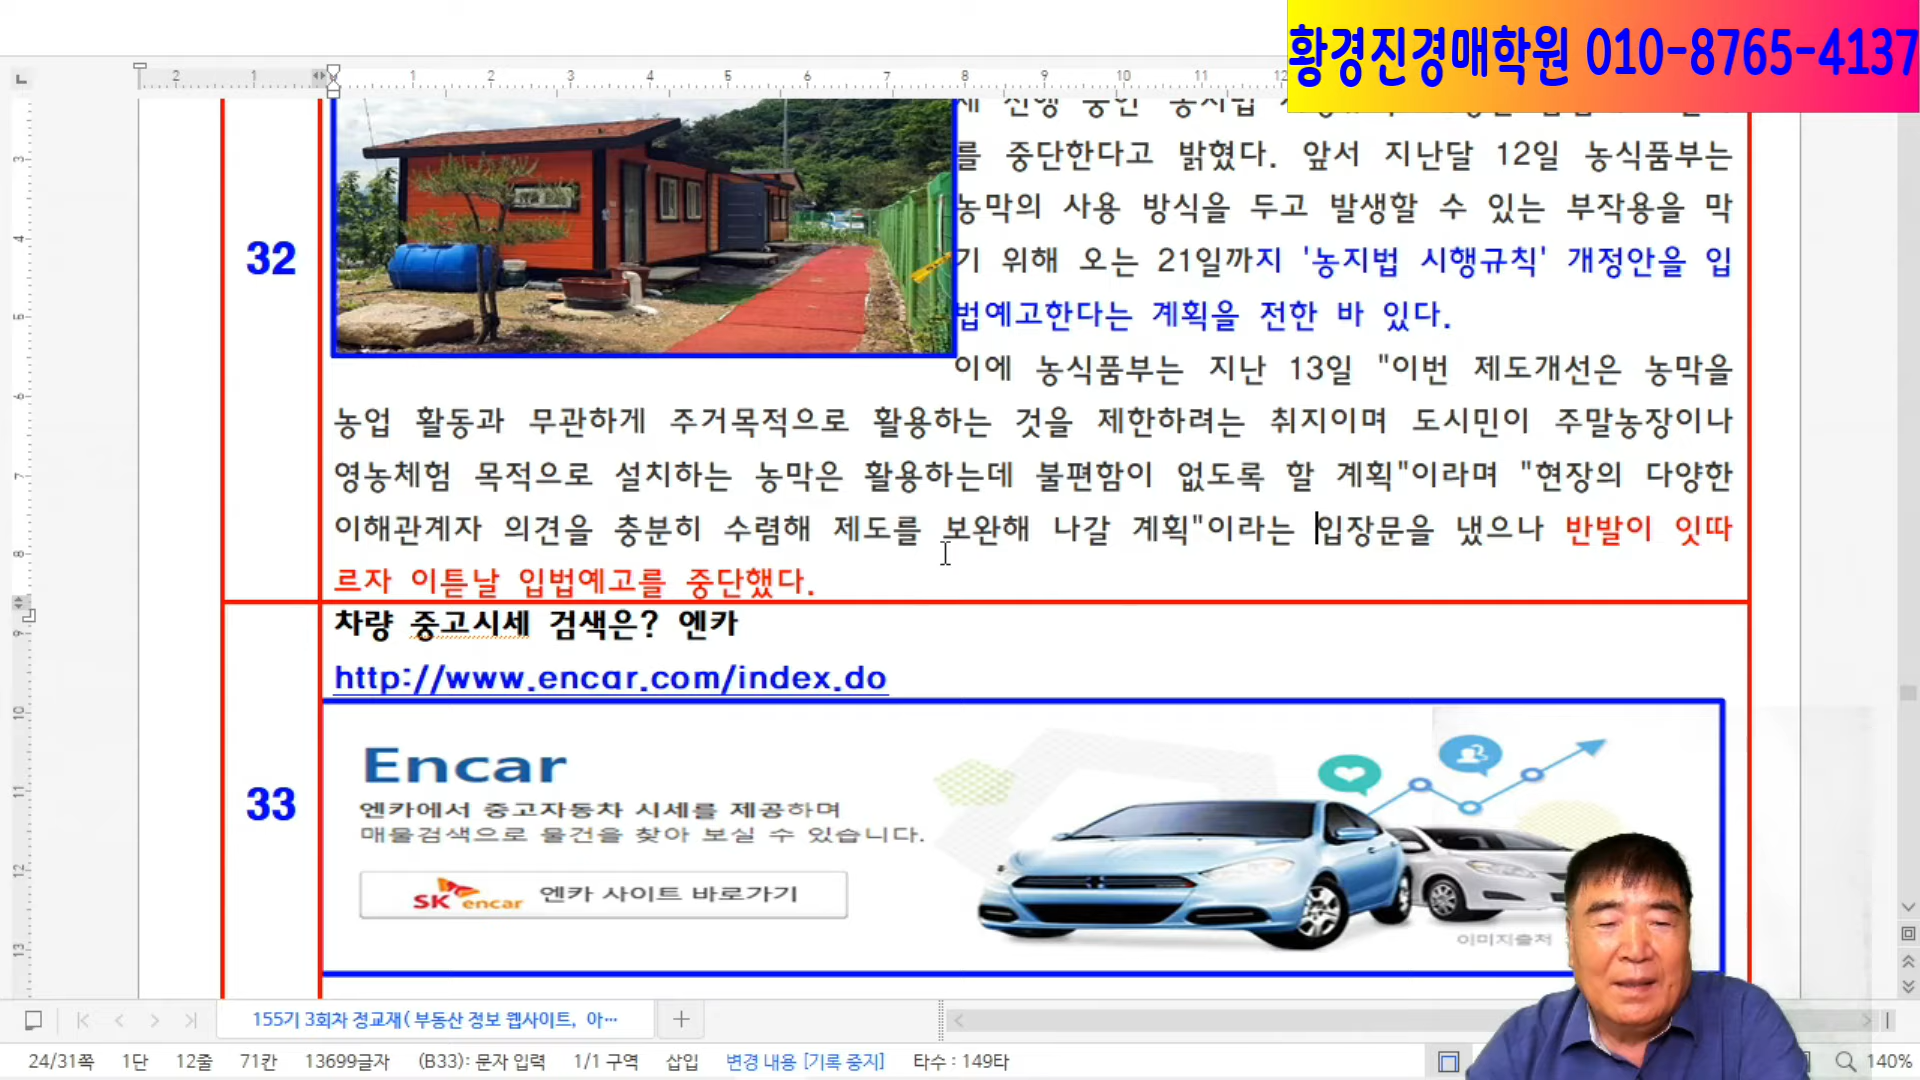 황경진경매학원 010-8765-4137
를 중단한다고 밝혔다. 앞서 지난달 12일 농식품부는
농막의 사용 방식을 두고 발생할 수 있는 부작용을 막
32
기 위해 오는 21일까지 '농지법 시행규칙' 개정안을 입
법예고한다는 계획을 전한 바 있다.
이에 농식품부는 지난 13일 "이번 제도개선은 농막을
농업 활동과 무관하게 주거목적으로 활용하는 것을 제한하려는 취지이며 도시민이 주말농장이나
영농체험 목적으로 설치하는 농막은 활용하는데 불편함이 없도록 할 계획"이라며 "현장의 다양한
이해관계자 의견을 충분히 수렴해 제도를 보완해 나갈 계획"이라는 입장문을 냈으나 반발이 잇따
르자 이튿날 입법예고를 중단했다.
차량 중고시세 검색은? 엔카
http://www.encar.com/index.do
33
Encar
엔카에서 중고자동차 시세를 제공하며
매물검색으로 물건을 찾아 보실 수 있습니다.
SK encar 엔카 사이트 바로가기
이미지출처
155기 3회차 정교재( 부동산 정보 웹사이트, 아···
24/31쪽 1단 12줄 71칸 13699글자 (B33): 문자 입력 1/1 구역 삽입 변경 내용 [기록 중지] 타수 : 149타 140%